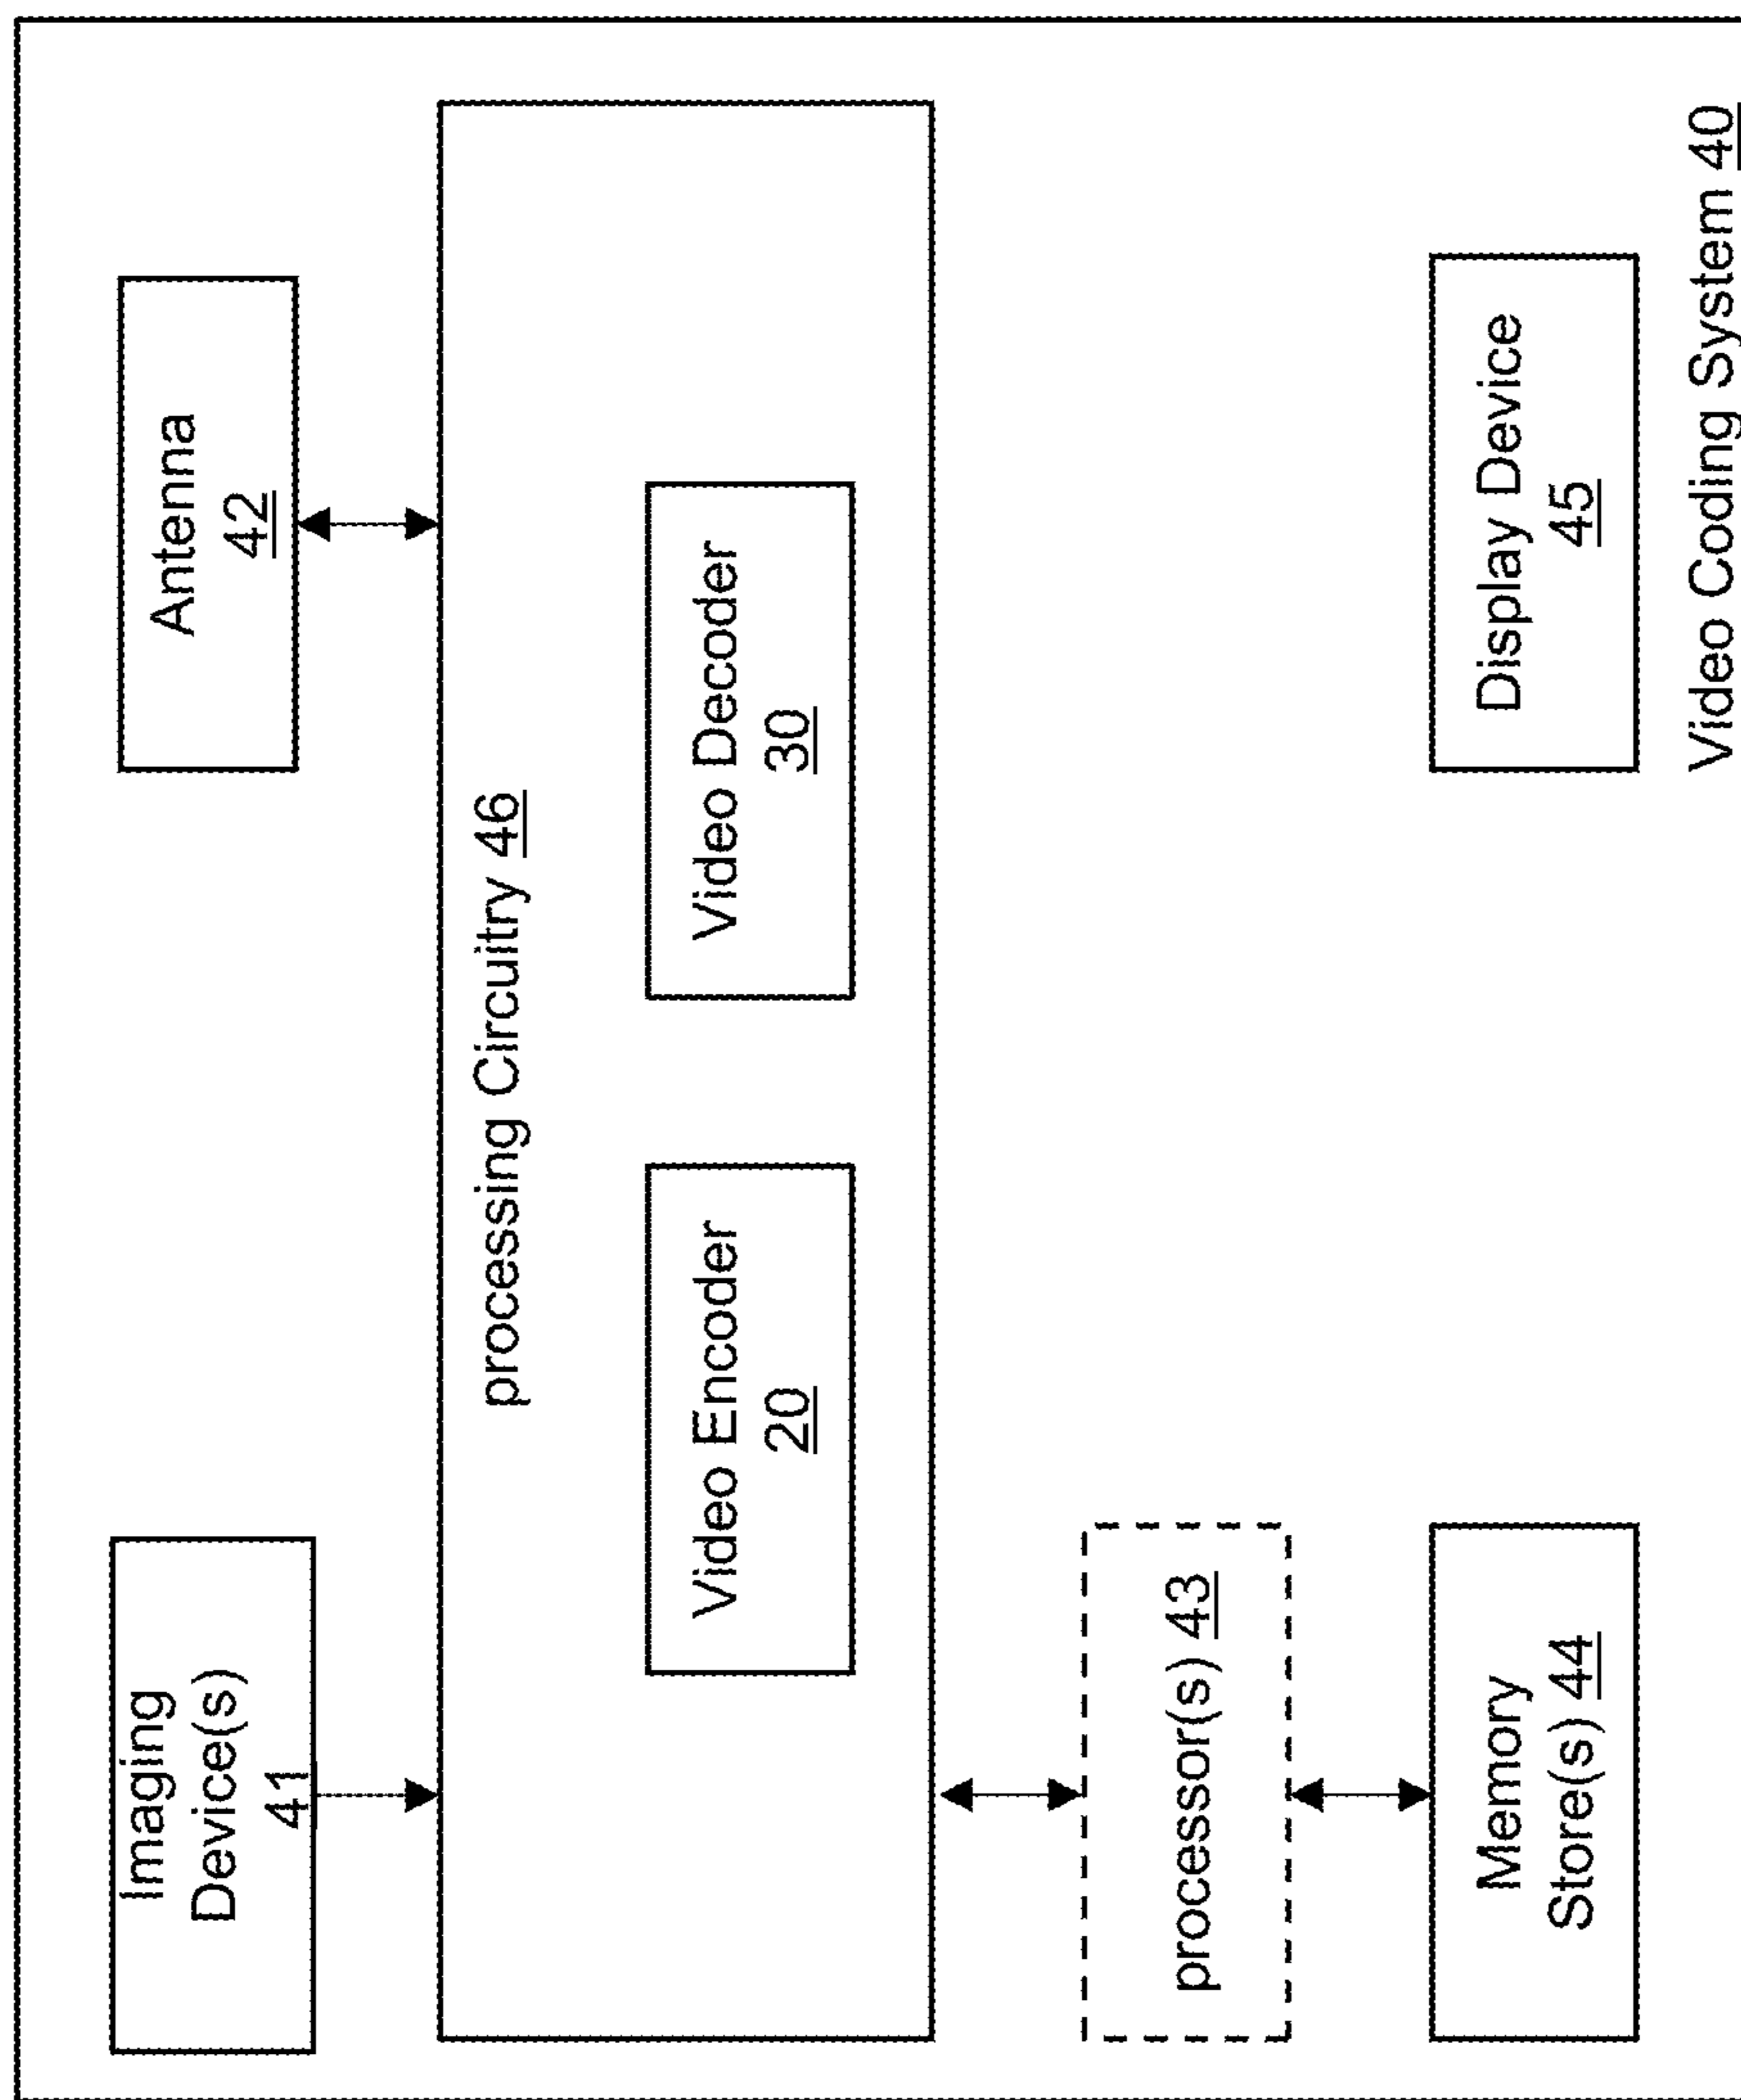 Imaging
Device(s)
41
Antenna
42
processing Circuitry 46
Video Encoder
20
Video Decoder
30
processor(s) 43
Memory
Store(s) 44
Display Device
45
Video Coding System 40